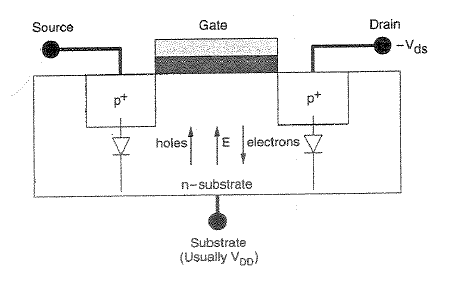 Source
Gate
Drain
–Vds
p+
p+
holes
E
electrons
n–substrate
Substrate
(Usually VDD)